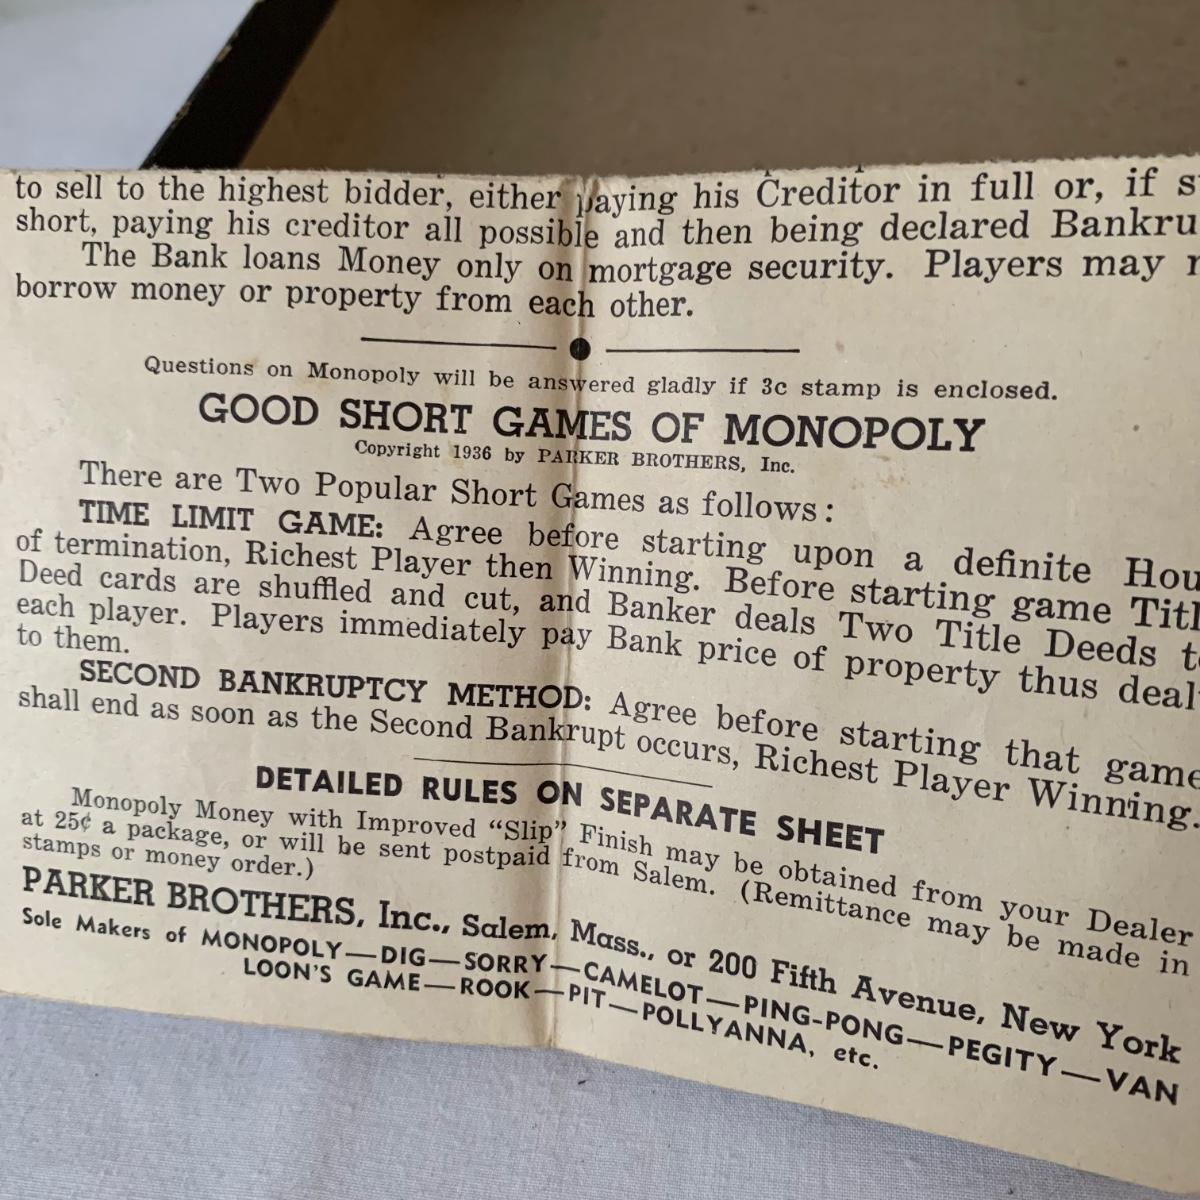 to sell to the highest bidder, either paying his Creditor in full or, if
short, paying his creditor all possible and then being declared
The Bank loans Money only on mortgage security. Players may
borrow money or property from each other.
Questions on Monopoly will be answered gladly if 3c stamp is enclosed.
GOOD SHORT GAMES OF MONOPOLY
Copyright 1936 by PARKER BROTHERS, Inc.
There are Two Popular Short Games as follows:
TIME LIMIT GAME: Agree before starting upon a definite
of termination, Richest Player then Winning. Before starting game
Deed cards are shuffled and cut, and Banker deals Two Title Deeds
each player. Players immediately pay Bank price of property thus
to them.
SECOND BANKRUPTCY METHOD: Agree before starting that game
shall end as soon as the Second Bankrupt occurs, Richest Player Winning.
DETAILED RULES ON SEPARATE SHEET
Monopoly Money with Improved "Slip" Finish may be obtained from your Dealer
at 25¢ a package, or will be sent postpaid from Salem. (Remittance may be made in
stamps or money order.)
PARKER BROTHERS, Inc., Salem, Mass., or 200 Fifth Avenue, New York
Sole Makers of MONOPOLY—DIG—SORRY—CAMELOT—PING-PONG—PEGITY—VAN
LOON'S GAME—ROOK—PIT—POLLYANNA, etc.